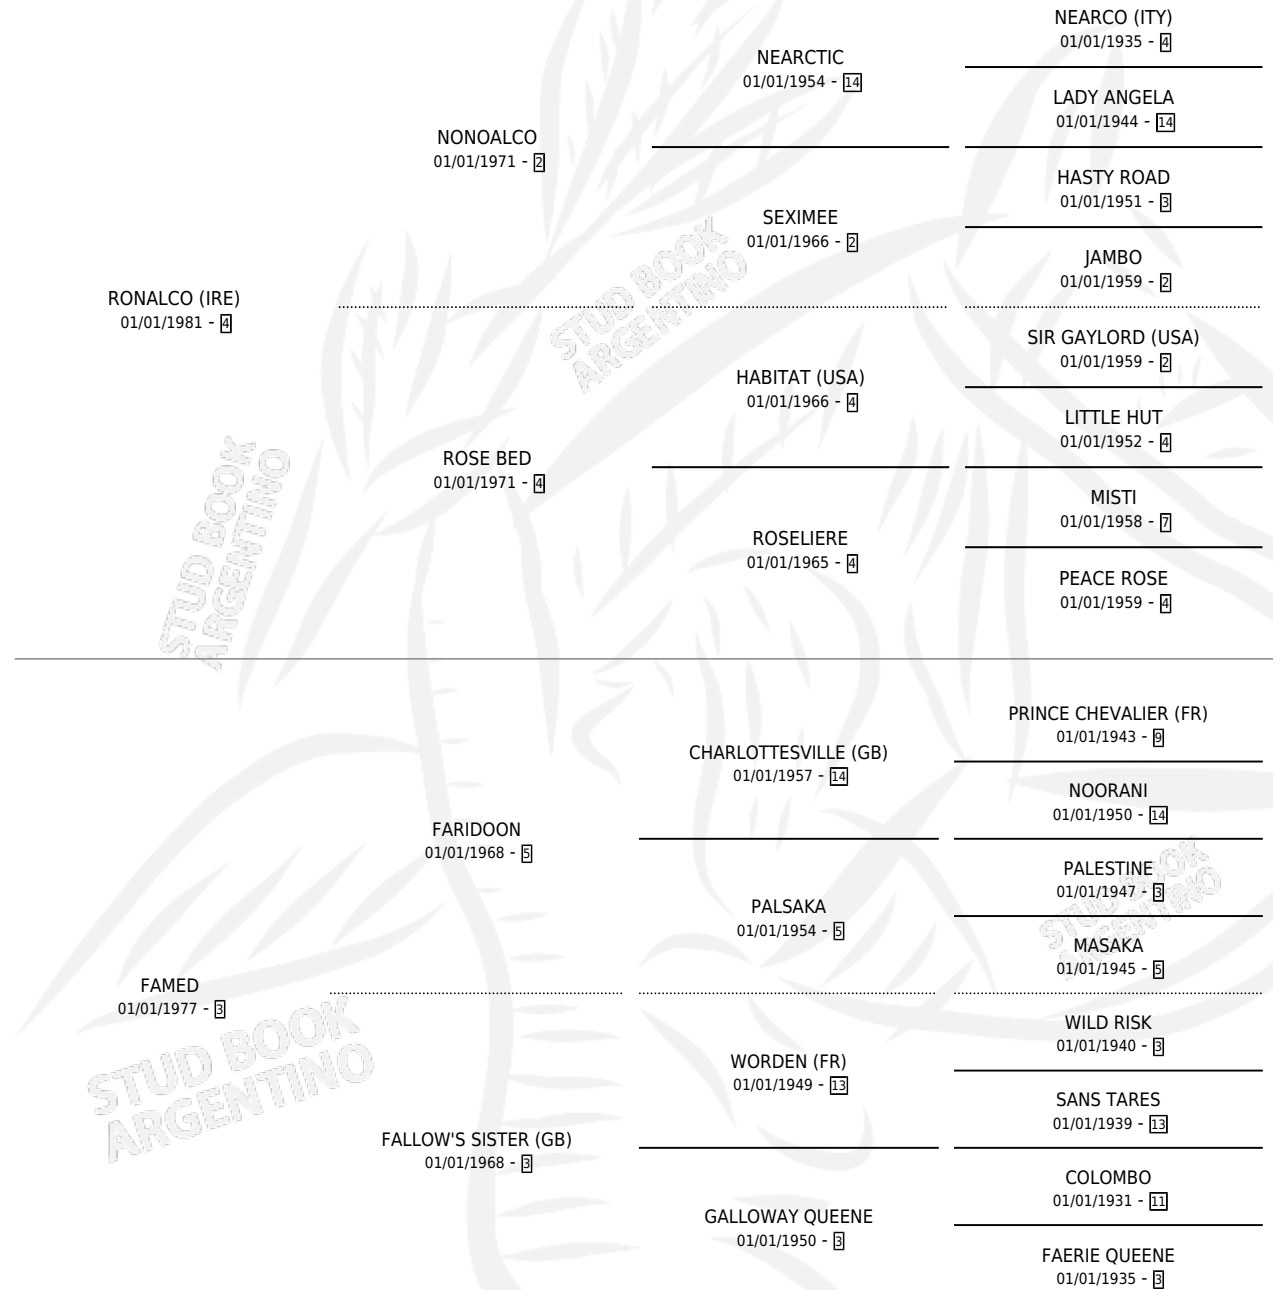 NEARCO (ITY)
01/01/1935 - 4
NEARCTIC
01/01/1954 - 14
LADY ANGELA
01/01/1944 - 14
NONOALCO
01/01/1971 - 2
HASTY ROAD
01/01/1951 - 3
SEXIMEE
01/01/1966 - 2
JAMBO
01/01/1959 - 2
RONALCO (IRE)
01/01/1981 - 4
SIR GAYLORD (USA)
01/01/1959 - 2
HABITAT (USA)
01/01/1966 - 4
LITTLE HUT
01/01/1952 - 4
ROSE BED
01/01/1971 - 4
MISTI
01/01/1958 - 7
ROSELIERE
01/01/1965 - 4
PEACE ROSE
01/01/1959 - 4
PRINCE CHEVALIER (FR)
01/01/1943 - 9
CHARLOTTESVILLE (GB)
01/01/1957 - 14
NOORANI
01/01/1950 - 14
FARIDOON
01/01/1968 - 5
PALESTINE
01/01/1947 - 3
PALSAKA
01/01/1954 - 5
MASAKA
01/01/1945 - 5
FAMED
01/01/1977 - 3
WILD RISK
01/01/1940 - 3
WORDEN (FR)
01/01/1949 - 13
SANS TARES
01/01/1939 - 13
FALLOW'S SISTER (GB)
01/01/1968 - 3
COLOMBO
01/01/1931 - 11
GALLOWAY QUEENE
01/01/1950 - 3
FAERIE QUEENE
01/01/1935 - 3
STUD BOOK
ARGENTINO
STUD BOOK
ARGENTINO
STUD BOOK
ARGENTINO
STUD BOOK
ARGENTINO